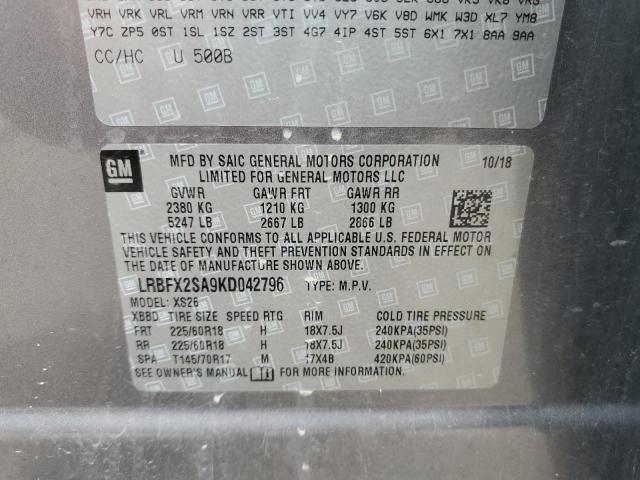 VRH VRK VRL VRM VRN VRR VTI VV4 VY7 V6K V8D WMK W3D XL7 YM8
Y7C ZP5 0ST 1SL 1SZ 2ST 3ST 4G7 4IP 4ST 5ST 6X1 7X1 8AA 9AA
CC/HC U 500B
GM
MFD BY SAIC GENERAL MOTORS CORPORATION 10/18
LIMITED FOR GENERAL MOTORS LLC
GVWR GAWR FRT GAWR RR
2380 KG 1210 KG 1300 KG
5247 LB 2667 LB 2866 LB
THIS VEHICLE CONFORMS TO ALL APPLICABLE U.S. FEDERAL MOTOR
VEHICLE SAFETY AND THEFT PREVENTION STANDARDS IN EFFECT ON
THE DATE OF MANUFACTURE SHOWN ABOVE.
LRBFX2SA9KD042796 TYPE: M.P.V.
MODEL: XS26
XBBD TIRE SIZE SPEED RTG RIM COLD TIRE PRESSURE
FRT 225/60R18 H 18X7.5J 240KPA(35PSI)
RR 225/60R18 H 18X7.5J 240KPA(35PSI)
SPA T145/70R17 M 17X4B 420KPA(60PSI)
SEE OWNER'S MANUAL FOR MORE INFORMATION.